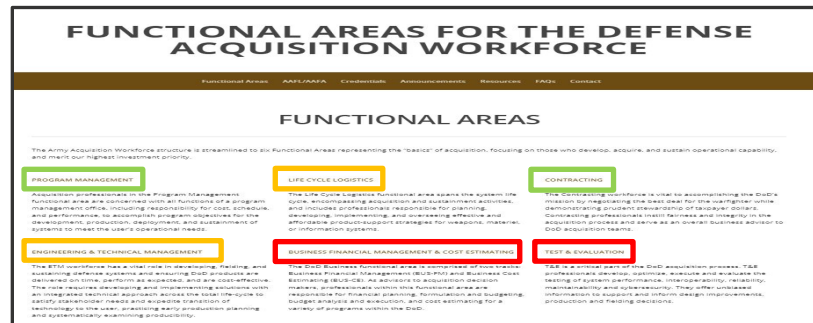 FUNCTIONAL AREAS FOR THE DEFENSE
ACQUISITION WORKFORCE
Functional Areas AAFL/AAFA Credentials Announcements Resources FAQs Contact
FUNCTIONAL AREAS
The Army Acquisition Workforce structure is streamlined to six Functional Areas representing the "basics" of acquisition, focusing on those who develop, acquire, and sustain operational capability,
and merit our highest investment priority.
PROGRAM MANAGEMENT
Acquisition professionals in the Program Management
functional area are concerned with all functions of a program
management office, including responsibility for cost, schedule,
and performance, to accomplish program objectives for the
development, production, deployment, and sustainment of
systems to meet the user's operational needs.
LIFE CYCLE LOGISTICS
The Life Cycle Logistics functional area spans the system life
cycle, encompassing acquisition and sustainment activities,
and includes professionals responsible for planning,
developing, implementing, and overseeing effective and
affordable product-support strategies for weapons, materiel,
or information systems.
CONTRACTING
The Contracting workforce is vital to accomplishing the DoD's
mission by negotiating the best deal for the warfighter while
demonstrating prudent stewardship of taxpayer dollars.
Contracting professionals instill fairness and integrity in the
acquisition process and serve as an overall business advisor to
DoD acquisition teams.
ENGINEERING & TECHNICAL MANAGEMENT
The ETM workforce has a vital role in developing, fielding, and
sustaining defense systems and ensuring DoD products are
delivered on time, perform as expected, and are cost-effective.
The role requires developing and implementing solutions with
an integrated technical approach across the total life-cycle to
satisfy stakeholder needs and expedite transition of
technology to the user, practicing early production planning
and systematically examining producibility.
BUSINESS FINANCIAL MANAGEMENT & COST ESTIMATING
The DoD Business functional area is comprised of two tracks:
Business Financial Management (BUS-FM) and Business Cost
Estimating (BUS-CE). As advisors to acquisition decision
makers, professionals within this functional area are
responsible for financial planning, formulation and budgeting,
budget analysis and execution, and cost estimating for a
variety of programs within the DoD.
TEST & EVALUATION
T&E is a critical part of the DoD acquisition process. T&E
professionals develop, optimise, execute and evaluate the
testing of system performance, interoperability, reliability,
maintainability and cybersecurity. They offer unbiased
information to support and inform design improvements,
production and fielding decisions.